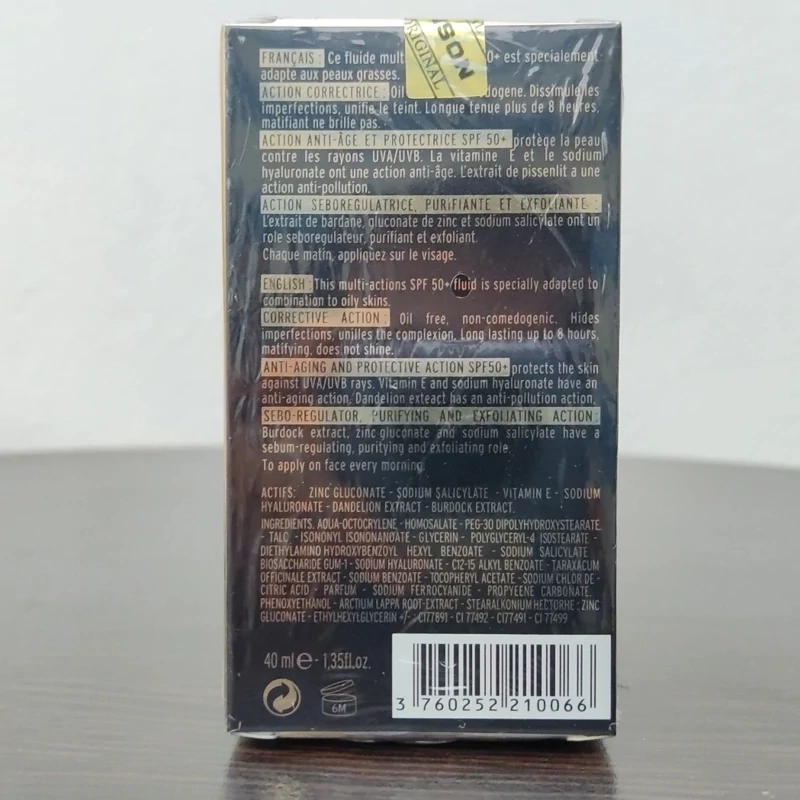 SON
ORIGINAL
FRANÇAIS: Ce fluide mult 0+ est specialement
adapte aux peaux grasses.
ACTION CORRECTRICE: Oil dogene. Dissimule les
imperfections, unifie le teint. Longue tenue plus de 8 heures,
matifiant ne brille pas.
ACTION ANTI-ÂGE ET PROTECTRICE SPF 50+ protège la peau
contre les rayons UVA/UVB. La vitamine E et le sodium
hyaluronate ont une action anti-âge. L'extrait de pissenlit a une
action anti-pollution.
ACTION SEBOREGULATRICE, PURIFIANTE ET EXFOLIANTE :
L'extrait de bardane, gluconate de zinc et sodium salicylate ont un
role seboregulateur, purifiant et exfoliant.
Chaque matin, appliquez sur le visage.
ENGLISH: This multi-actions SPF 50+ fluid is specially adapted to
combination to oily skins.
CORRECTIVE ACTION: Oil free, non-comedogenic. Hides
imperfections, unilles the complexion. Long lasting up to 8 hours,
matifying, does not shine.
ANTI-AGING AND PROTECTIVE ACTION SPF50+ protects the skin
against UVA/UVB rays. Vitamin E and sodium hyaluronate have an
anti-aging action. Dandelion exteact has an anti-pollution action.
SEBO-REGULATOR, PURIFYING AND EXFOLIATING ACTION:
Burdock extract, zinc gluconate and sodium salicylate have a
sebum-regulating, purityng and exfoliating role.
To apply on face every morning.
ACTIFS: ZINC GLUCONATE - SODIUM SALICYLATE - VITAMIN E - SODIUM
HYALURONATE - DANDELION EXTRACT - BURDOCK EXTRACT.
INGREDIENTS. AQUA-OCTOCRYLENE - HOMOSALATE - PEG-30 DIPOLYHYDROXYSTEARATE
- TALC - ISONONYL ISONONANOATE - GLYCERIN - POLYGLYCERYL-4 ISOSTEARATE -
DIETHYLAMINO HYDROXYBENZOYL HEXYL BENZOATE - SODIUM SALICYLATE
BIOSACCHARIDE GUM-1 - SODIUM HYALURONATE - C12-15 ALKYL BENZOATE - TARAXACUM
OFFICINALE EXTRACT - SODIUM BENZOATE - TOCOPHERYL ACETATE - SODIUM CHLOR DE -
CITRIC ACID - PARFUM - SODIUM FERROCYANIDE - PROPYEENE CARBONATE.
PHENOXYETHANOL - ARCTIUM LAPPA ROOT-EXTRACT - STEARALKONIUM HECTORHE : ZINC
GLUCONATE - ETHYLHEXYLGLYCERIN +/- : CI77891 - CI 77492 - CI77491 - CI 77499
40 ml e - 1,35fl.oz.
6M
3 760252 210066